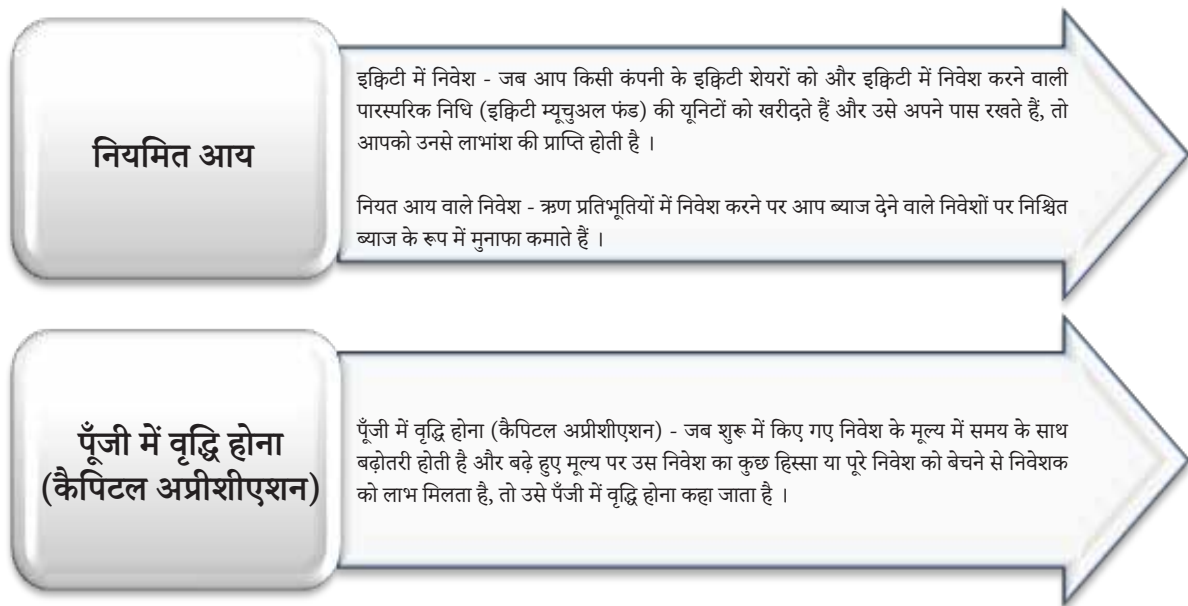 नियमित आय
इक्विटी में निवेश - जब आप किसी कंपनी के इक्विटी शेयरों को और इक्विटी में निवेश करने वाली
पारस्परिक निधि (इक्विटी म्यूचुअल फंड) की यूनिटों को खरीदते हैं और उसे अपने पास रखते हैं, तो
आपको उनसे लाभांश की प्राप्ति होती है ।
नियत आय वाले निवेश - ऋण प्रतिभूतियों में निवेश करने पर आप ब्याज देने वाले निवेशों पर निश्चित
ब्याज के रूप में मुनाफा कमाते हैं ।
पूँजी में वृद्धि होना
(कैपिटल अप्रीशीएशन)
पूँजी में वृद्धि होना (कैपिटल अप्रीशीएशन) - जब शुरू में किए गए निवेश के मूल्य में समय के साथ
बढ़ोतरी होती है और बढ़े हुए मूल्य पर उस निवेश का कुछ हिस्सा या पूरे निवेश को बेचने से निवेशक
को लाभ मिलता है, तो उसे पूँजी में वृद्धि होना कहा जाता है ।